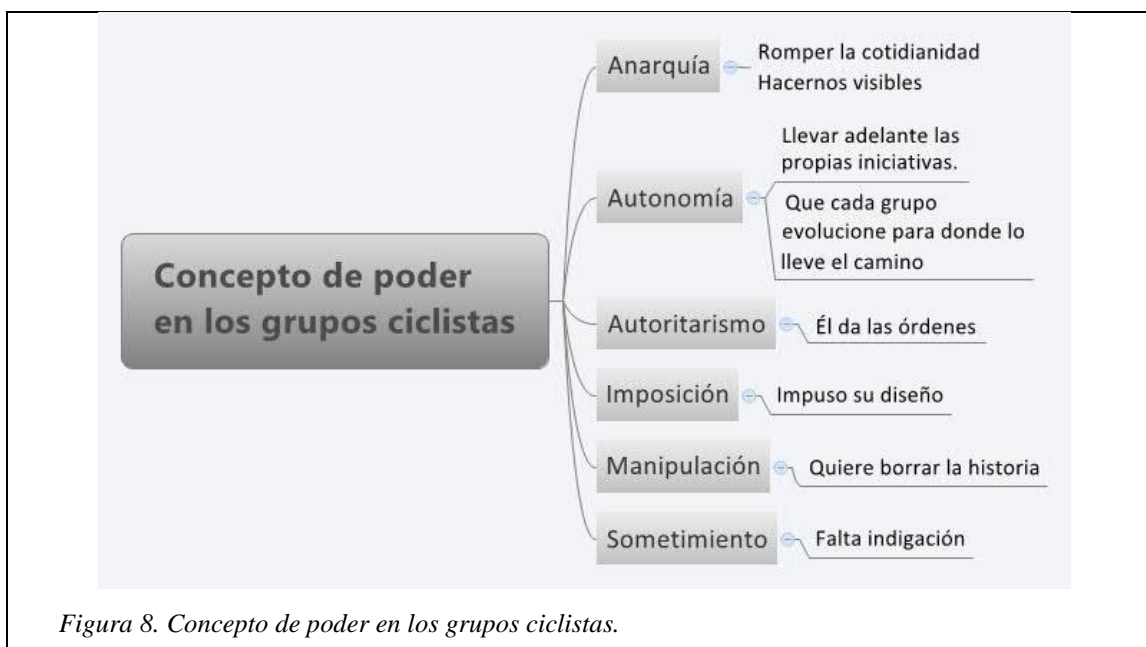 Concepto de poder
en los grupos ciclistas
Anarquía
Romper la cotidianidad
Hacernos visibles
Autonomía
Llevar adelante las
propias iniciativas.
Que cada grupo
evolucione para donde lo
lleve el camino
Autoritarismo
Él da las órdenes
Imposición
Impuso su diseño
Manipulación
Quiere borrar la historia
Sometimiento
Falta indigación
Figura 8. Concepto de poder en los grupos ciclistas.